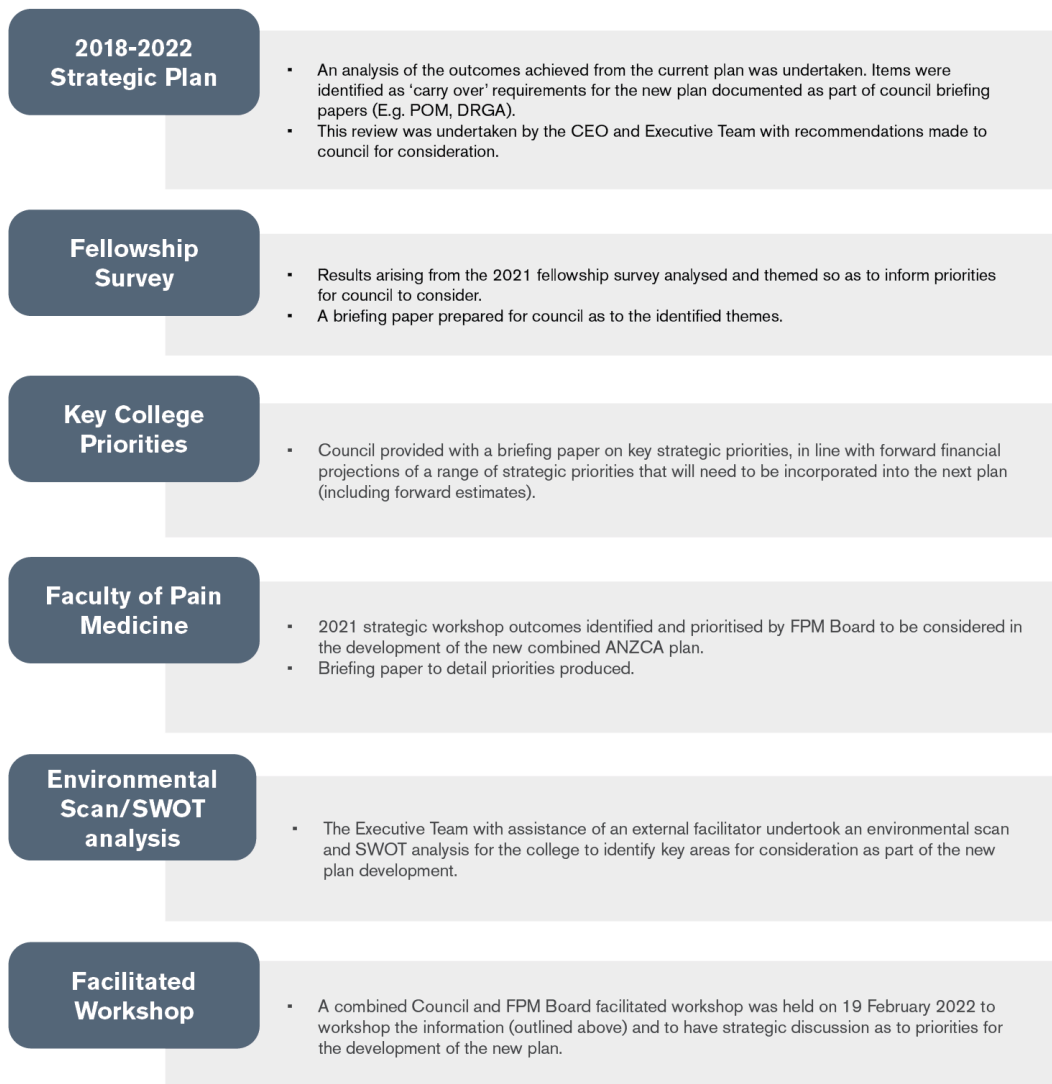 2018-2022
Strategic Plan
▪ An analysis of the outcomes achieved from the current plan was undertaken. Items were
identified as ‘carry over’ requirements for the new plan documented as part of council briefing
papers (E.g. POM, DRGA).
▪ This review was undertaken by the CEO and Executive Team with recommendations made to
council for consideration.
Fellowship
Survey
▪ Results arising from the 2021 fellowship survey analysed and themed so as to inform priorities
for council to consider.
▪ A briefing paper prepared for council as to the identified themes.
Key College
Priorities
▪ Council provided with a briefing paper on key strategic priorities, in line with forward financial
projections of a range of strategic priorities that will need to be incorporated into the next plan
(including forward estimates).
Faculty of Pain
Medicine
▪ 2021 strategic workshop outcomes identified and prioritised by FPM Board to be considered in
the development of the new combined ANZCA plan.
▪ Briefing paper to detail priorities produced.
Environmental
Scan/SWOT
analysis
▪ The Executive Team with assistance of an external facilitator undertook an environmental scan
and SWOT analysis for the college to identify key areas for consideration as part of the new
plan development.
Facilitated
Workshop
▪ A combined Council and FPM Board facilitated workshop was held on 19 February 2022 to
workshop the information (outlined above) and to have strategic discussion as to priorities for
the development of the new plan.